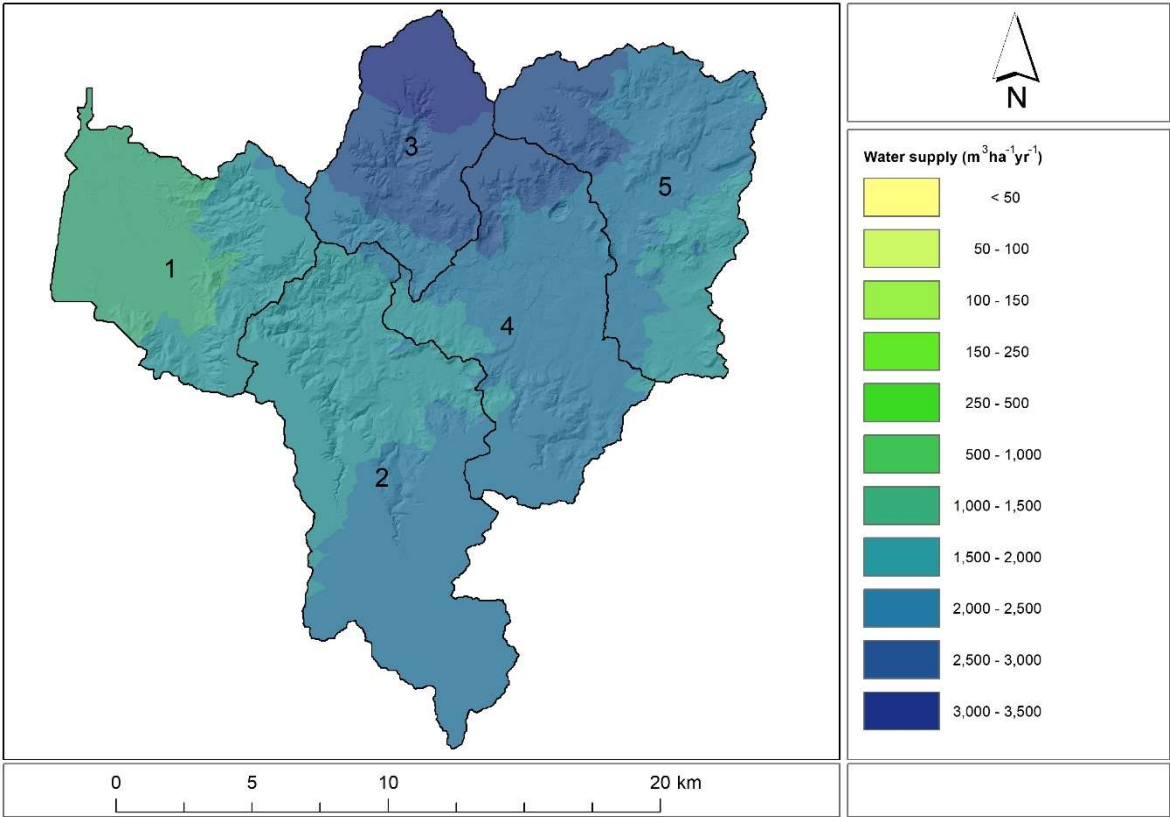 3
5
1
4
2
N
Water supply (m³ha⁻¹yr⁻¹)
< 50
50 - 100
100 - 150
150 - 250
250 - 500
500 - 1,000
1,000 - 1,500
1,500 - 2,000
2,000 - 2,500
2,500 - 3,000
3,000 - 3,500
0 5 10 20 km